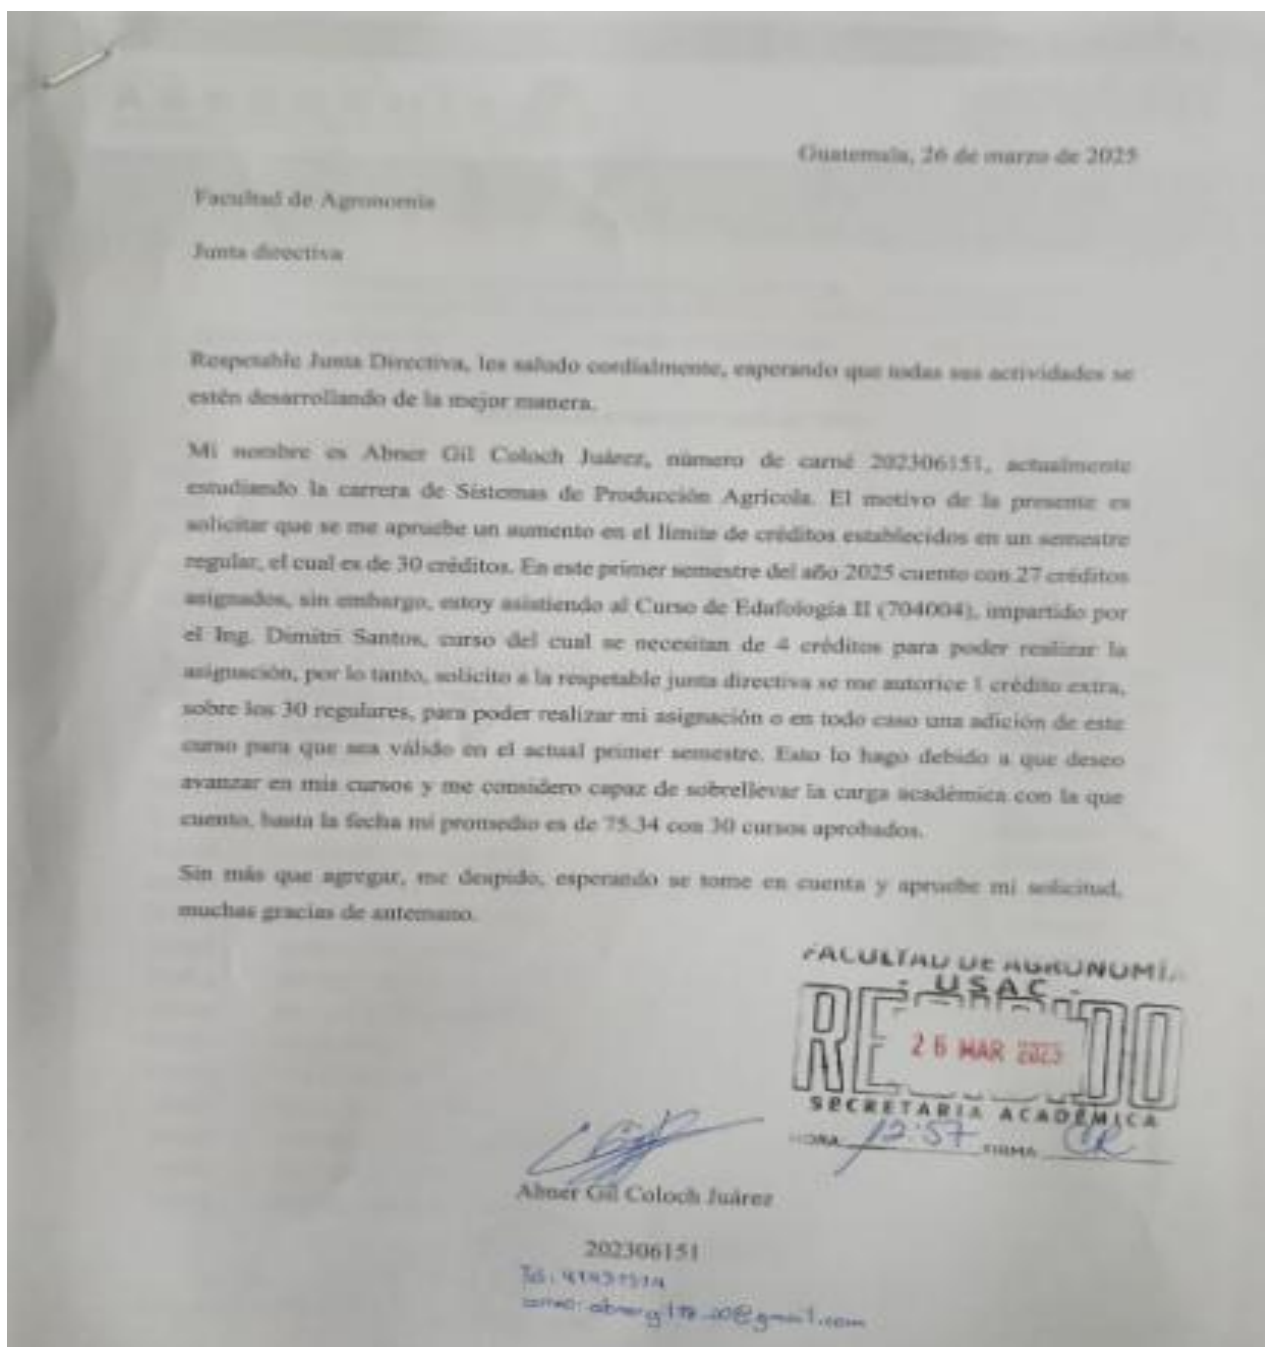 Guatemala, 26 de marzo de 2025
Facultad de Agronomía
Junta directiva
Respetable Junta Directiva, les saludo cordialmente, esperando que todas sus actividades se
estén desarrollando de la mejor manera.
Mi nombre es Abner Gil Coloch Juárez, número de carné 202306151, actualmente
estudiando la carrera de Sistemas de Producción Agrícola. El motivo de la presente es
solicitar que se me apruebe un aumento en el límite de créditos establecidos en un semestre
regular, el cual es de 30 créditos. En este primer semestre del año 2025 cuento con 27 créditos
asignados, sin embargo, estoy asistiendo al Curso de Edafología II (704004), impartido por
el Ing. Dimitri Santos, curso del cual se necesitan de 4 créditos para poder realizar la
asignación, por lo tanto, solicito a la respetable junta directiva se me autorice 1 crédito extra,
sobre los 30 regulares, para poder realizar mi asignación o en todo caso una adición de este
curso para que sea válido en el actual primer semestre. Esto lo hago debido a que deseo
avanzar en mis cursos y me considero capaz de sobrellevar la carga académica con la que
cuento, hasta la fecha mi promedio es de 75.34 con 30 cursos aprobados.
Sin más que agregar, me despido, esperando se tome en cuenta y apruebe mi solicitud,
muchas gracias de antemano.
FACULTAD DE AGRONOMÍA
- USAC -
RECIBIDO
26 MAR 2025
SECRETARIA ACADÉMICA
HORA 12:57 FIRMA CR
Abner Gil Coloch Juárez
202306151
Tel:
correo: